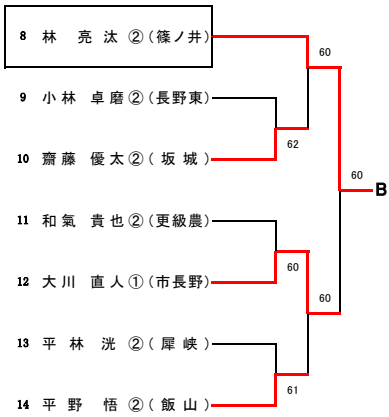 8 林 亮 汰 ②(篠ノ井)
60
9 小 林 卓 磨 ②(長野東)
62
10 齋 藤 優 太 ②( 坂 城 )
60
B
11 和 氣 貴 也 ②(更級農)
60
12 大 川 直 人 ①(市長野)
60
13 平 林 洸 ②( 犀 峡 )
61
14 平 野 悟 ②( 飯 山 )